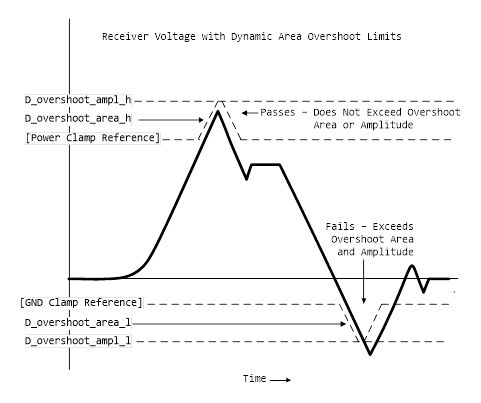 Receiver Voltage with Dynamic Area Overshoot Limits
D_overshoot_ampl_h
D_overshoot_area_h
[Power Clamp Reference]
Passes – Does Not Exceed Overshoot
Area or Amplitude
Fails – Exceeds
Overshoot Area
and Amplitude
[GND Clamp Reference]
D_overshoot_area_l
D_overshoot_ampl_l
Time